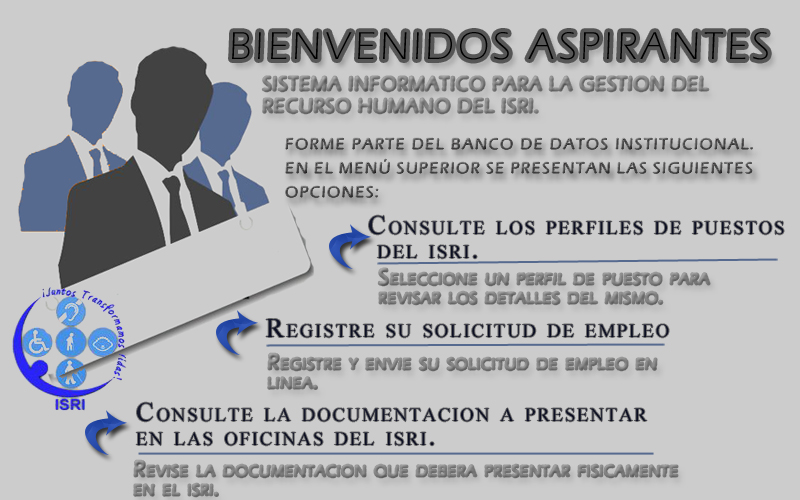 BIENVENIDOS ASPIRANTES
SISTEMA INFORMATICO PARA LA GESTION DEL
RECURSO HUMANO DEL ISRI.
FORME PARTE DEL BANCO DE DATOS INSTITUCIONAL.
EN EL MENÚ SUPERIOR SE PRESENTAN LAS SIGUIENTES
OPCIONES:
CONSULTE LOS PERFILES DE PUESTOS
DEL ISRI.
SELECCIONE UN PERFIL DE PUESTO PARA
REVISAR LOS DETALLES DEL MISMO.
¡Juntos Transformamos Vidas!
ISRI
REGISTRE SU SOLICITUD DE EMPLEO
REGISTRE Y ENVIE SU SOLICITUD DE EMPLEO EN
LINEA.
CONSULTE LA DOCUMENTACION A PRESENTAR
EN LAS OFICINAS DEL ISRI.
REVISE LA DOCUMENTACION QUE DEBERA PRESENTAR FISICAMENTE
EN EL ISRI.